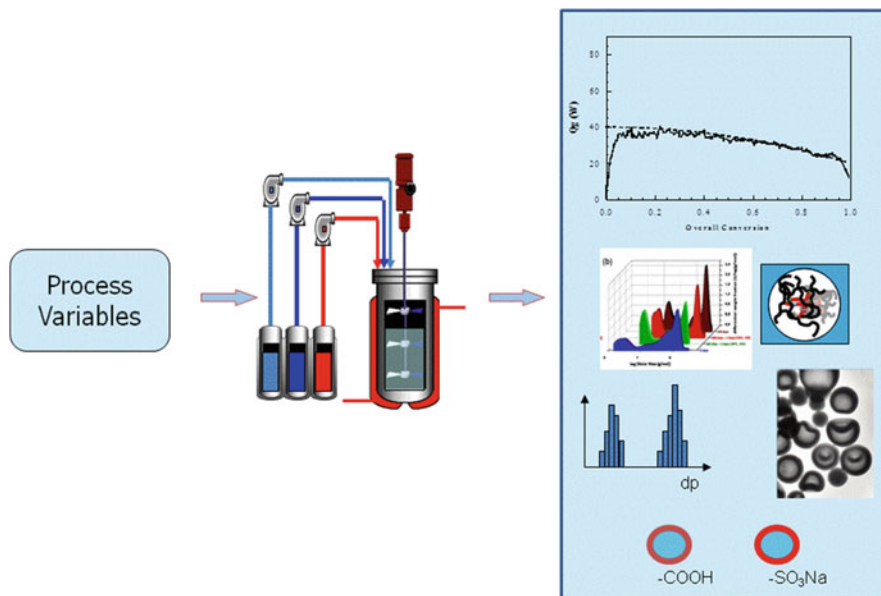 Process
Variables
Qg (W)
80
60
40
20
0
0.0
0.2
0.4
0.6
0.8
1.0
Overall Conversion
(b)
dp
-COOH
-SO₃Na